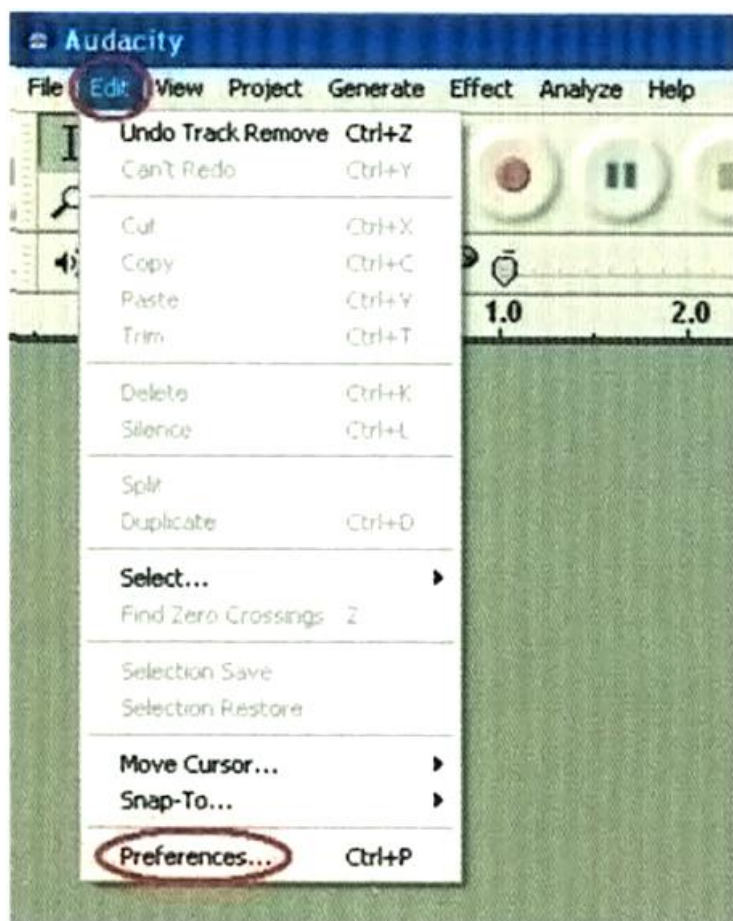 Audacity
File Edit View Project Generate Effect Analyze Help
Undo Track Remove Ctrl+Z
Can't Redo Ctrl+Y
Cut Ctrl+X
Copy Ctrl+C
Paste Ctrl+V
Trim Ctrl+T
1.0 2.0
Delete Ctrl+K
Silence Ctrl+L
Split
Duplicate Ctrl+D
Select...
Find Zero Crossings Z
Selection Save
Selection Restore
Move Cursor...
Snap-To...
Preferences... Ctrl+P